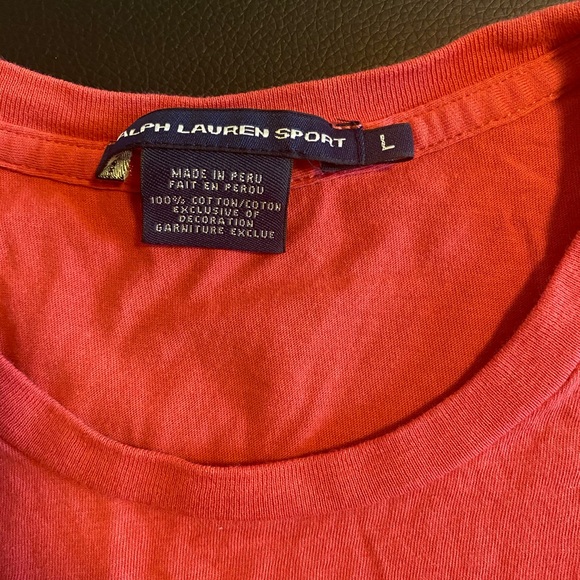 ALPH LAUREN SPORT
L
MADE IN PERU
FAIT EN PEROU
100% COTTON/COTON
EXCLUSIVE OF
DECORATION
GARNITURE EXCLUE